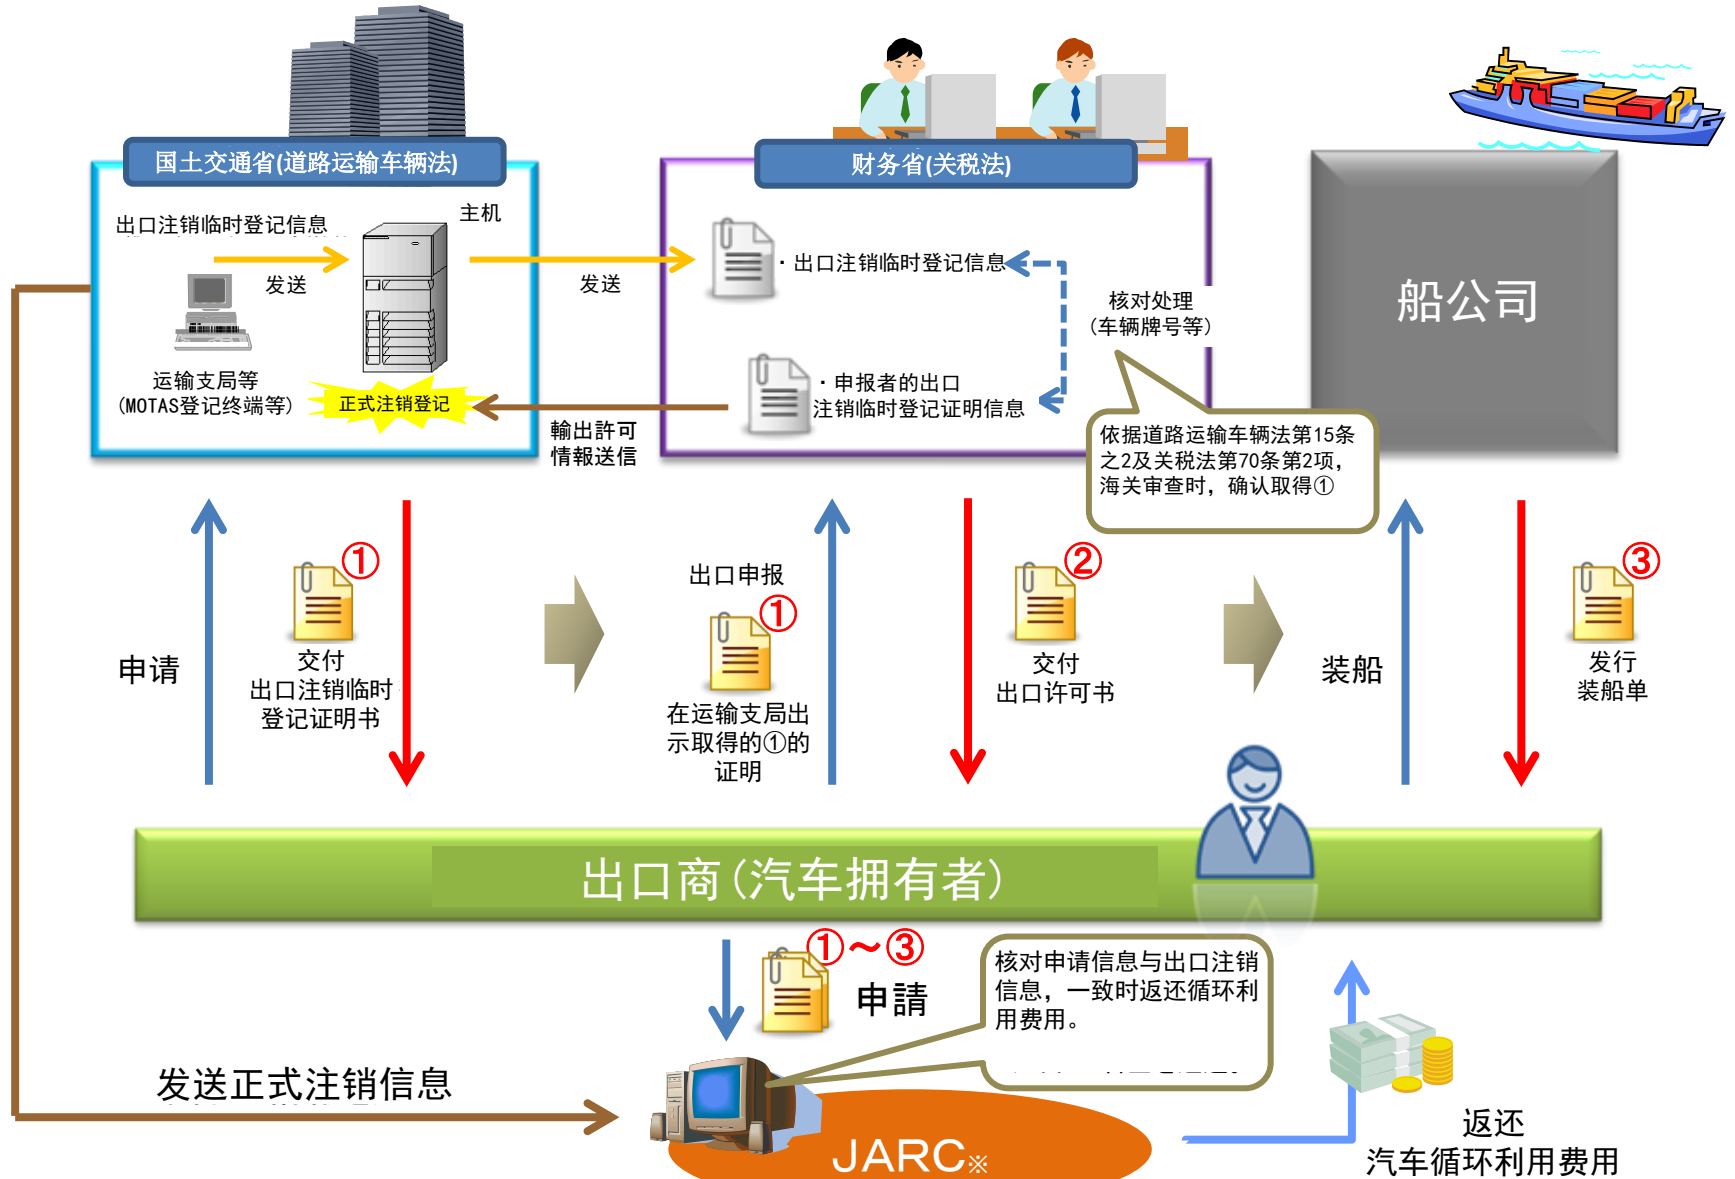 国土交通省(道路运输车辆法)
出口注销临时登记信息
主机
发送
运输支局等
(MOTAS登记终端等)
正式注销登记
发送
輸出許可
情報送信
财务省(关税法)
・出口注销临时登记信息
核对处理
(车辆牌号等)
・申报者的出口
注销临时登记证明信息
依据道路运输车辆法第15条
之2及关税法第70条第2项，
海关审查时，确认取得①
船公司
申请
①
交付
出口注销临时
登记证明书
出口申报
①
在运输支局出
示取得的①的
证明
②
交付
出口许可书
装船
③
发行
装船单
出口商(汽车拥有者)
①～③
申請
核对申请信息与出口注销
信息，一致时返还循环利
用费用。
发送正式注销信息
JARC※
返还
汽车循环利用费用